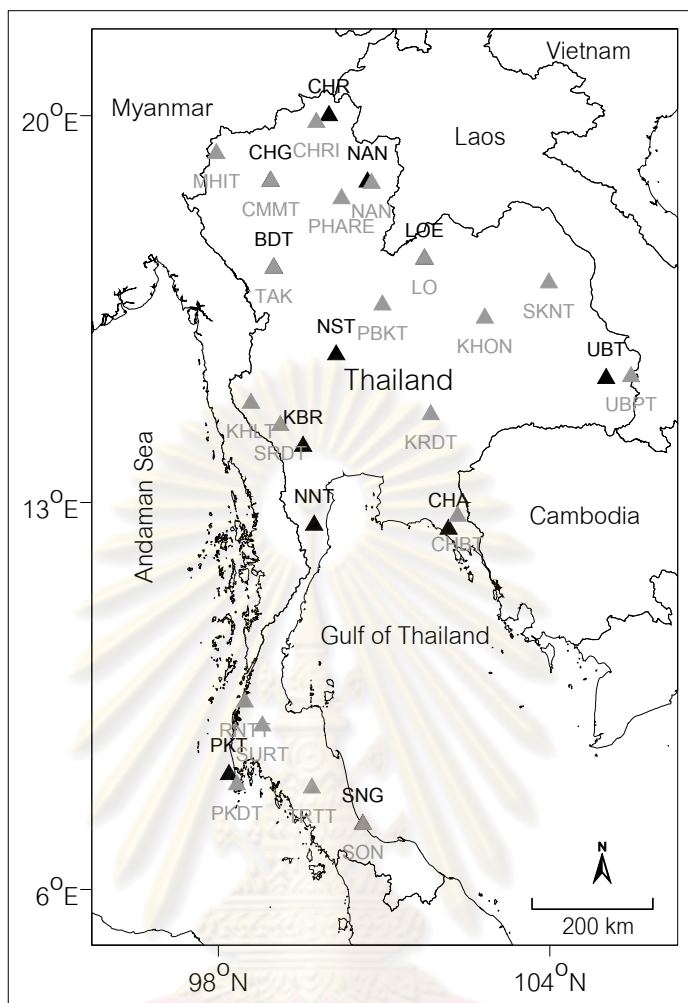 Vietnam
CHR
Myanmar
20°E
CHRI
Laos
CHG
NAN
MHIT
CMMT
PHARE
NAN
BDT
LOE
TAK
LO
SKNT
PBKT
NST
KHON
UBT
Thailand
UBPT
KHLT
KBR
KRDT
SRDT
NNT
CHA
13°E
Cambodia
CHBT
Andaman Sea
Gulf of Thailand
RNT
SURT
PKT
PKDT
TRTT
SNG
SON
N
6°E
200 km
98°N
104°N